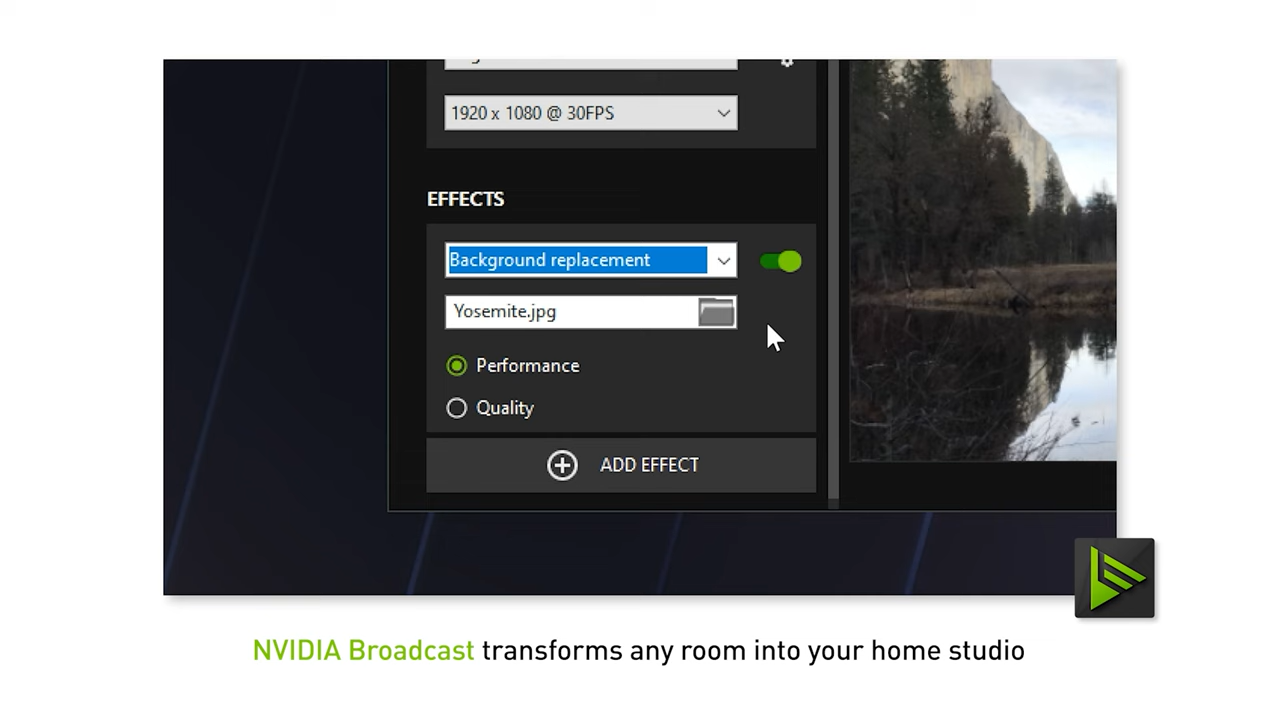 1920 x 1080 @ 30FPS
EFFECTS
Background replacement
Yosemite.jpg
Performance
Quality
ADD EFFECT
NVIDIA Broadcast transforms any room into your home studio